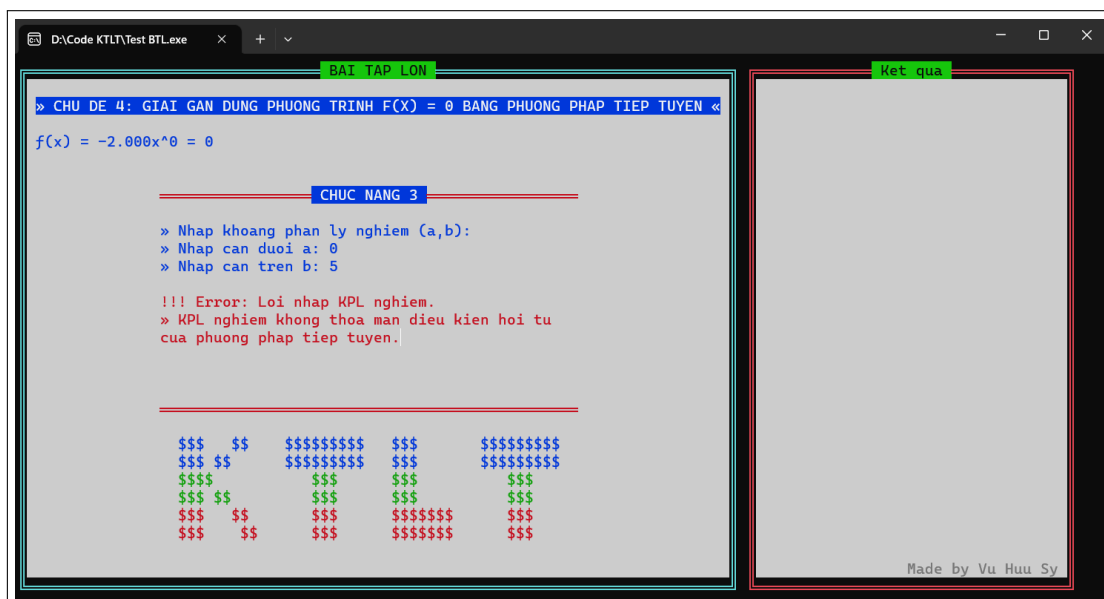 D:\Code KTLT\Test BTL.exe
BAI TAP LON
» CHU DE 4: GIAI GAN DUNG PHUONG TRINH F(X) = 0 BANG PHUONG PHAP TIEP TUYEN «
ƒ(x) = -2.000x^0 = 0
CHUC NANG 3
» Nhap khoang phan ly nghiem (a,b):
» Nhap can duoi a: 0
» Nhap can tren b: 5
!!! Error: Loi nhap KPL nghiem.
» KPL nghiem khong thoa man dieu kien hoi tu
cua phuong phap tiep tuyen.
$$$   $$    $$$$$$$$$   $$$       $$$$$$$$$
$$$ $$      $$$$$$$$$   $$$       $$$$$$$$$
$$$$           $$$      $$$          $$$
$$$ $$         $$$      $$$          $$$
$$$   $$       $$$      $$$$$$$      $$$
$$$    $$      $$$      $$$$$$$      $$$
Ket qua
Made by Vu Huu Sy